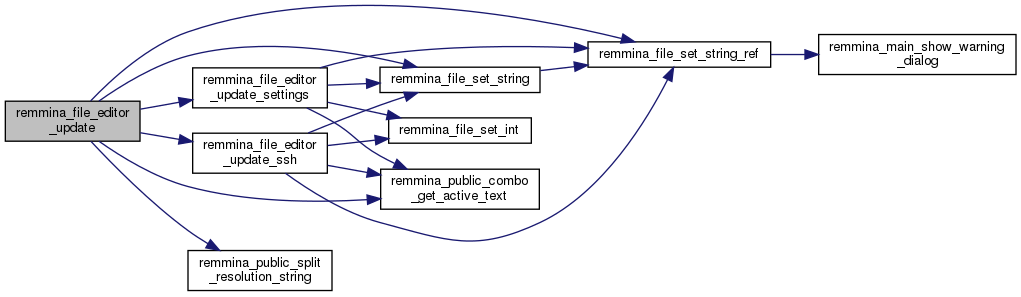 remmina_file_editor
_update
remmina_file_editor
_update_settings
remmina_file_editor
_update_ssh
remmina_public_split
_resolution_string
remmina_file_set_string
remmina_file_set_int
remmina_public_combo
_get_active_text
remmina_file_set_string_ref
remmina_main_show_warning
_dialog